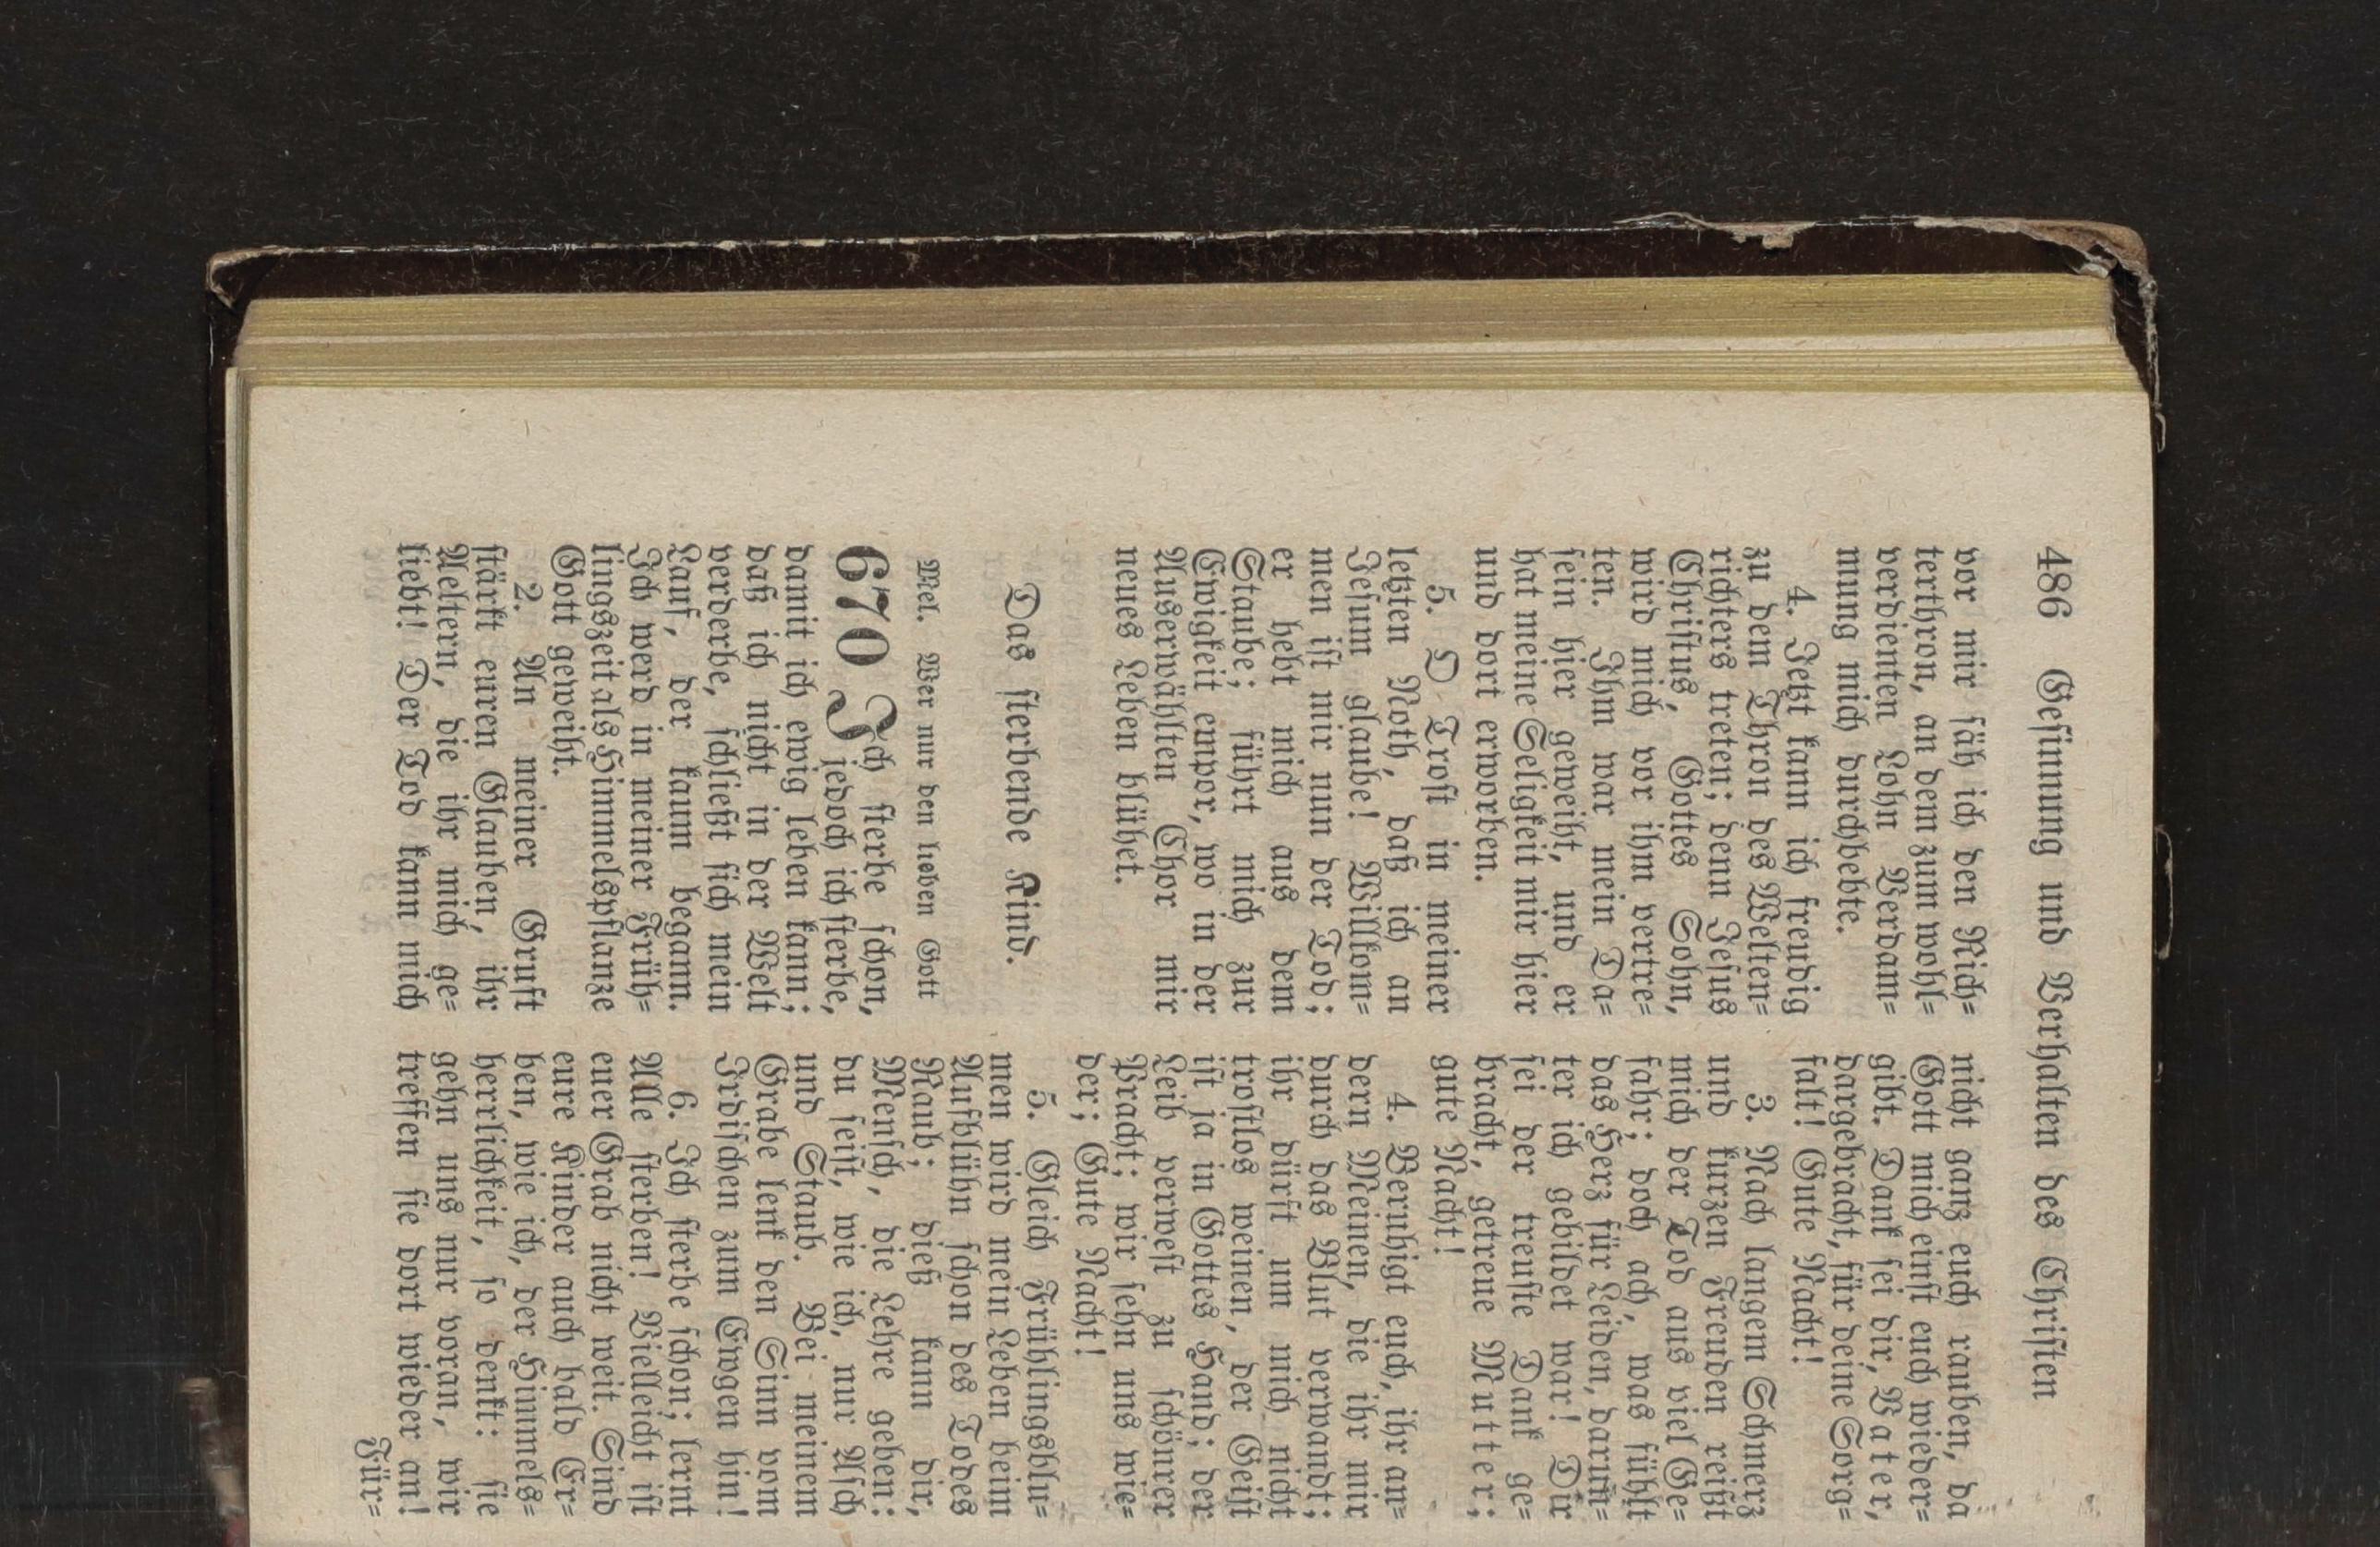 486 Gesinnung und Verhalten des Christen
vor mir säh ich den Rich=
terthron, an dem zum wohl=
verdienten Lohn Verdam=
mung mich durchbebte.
4. Jetzt kann ich freudig
zu dem Thron des Welten=
richters treten; denn Jesus
Christus, Gottes Sohn,
wird mich vor ihm vertre=
ten. Ihm war mein Da=
sein hier geweiht, und er
hat meine Seligkeit mir hier
und dort erworben.
5. O Trost in meiner
letzten Noth, daß ich an
Jesum glaube! Willkom=
men ist mir nun der Tod;
er hebt mich aus dem
Staube; führt mich zur
Ewigkeit empor, wo in der
Auserwählten Chor mir
neues Leben blühet.
Das sterbende Kind.
Mel. Wer nur den lieben Gott
670 Ich sterbe schon,
jedoch ich sterbe,
damit ich ewig leben kann;
daß ich nicht in der Welt
verderbe, schließt sich mein
Lauf, der kaum begann.
Ich werd in meiner Früh=
lingszeit als Himmelspflanze
Gott geweiht.
2. An meiner Gruft
stärkt euren Glauben, ihr
Aeltern, die ihr mich ge=
liebt! Der Tod kann mich
nicht ganz euch rauben, da
Gott mich einst euch wieder=
gibt. Dank sei dir, Vater,
dargebracht, für deine Sorg=
falt! Gute Nacht!
3. Nach langem Schmerz
und kurzen Freuden reißt
mich der Tod aus viel Ge=
fahr; doch ach, was fühlt
das Herz für Leiden, darun=
ter ich gebildet war! Dir
sei der treuste Dank ge=
bracht, getreue Mutter;
gute Nacht!
4. Beruhigt euch, ihr an=
dern Meinen, die ihr mir
durch das Blut verwandt;
ihr dürft um mich nicht
trostlos weinen, der Geist
ist ja in Gottes Hand; der
Leib verwest zu schönrer
Pracht; wir sehn uns wie=
der; Gute Nacht!
5. Gleich Frühlingsblu=
men wird mein Leben beim
Aufblühn schon des Todes
Raub; dieß kann dir,
Mensch, die Lehre geben:
du seist, wie ich, nur Asch
und Staub. Bei meinem
Grabe lenk den Sinn vom
Irdischen zum Ewgen hin!
6. Ich sterbe schon; lernt
Alle sterben! Vielleicht ist
euer Grab nicht weit. Sind
eure Kinder auch bald Er=
ben, wie ich, der Himmels=
herrlichkeit, so denkt: sie
gehn uns nur voran, wir
treffen sie dort wieder an!
Für=